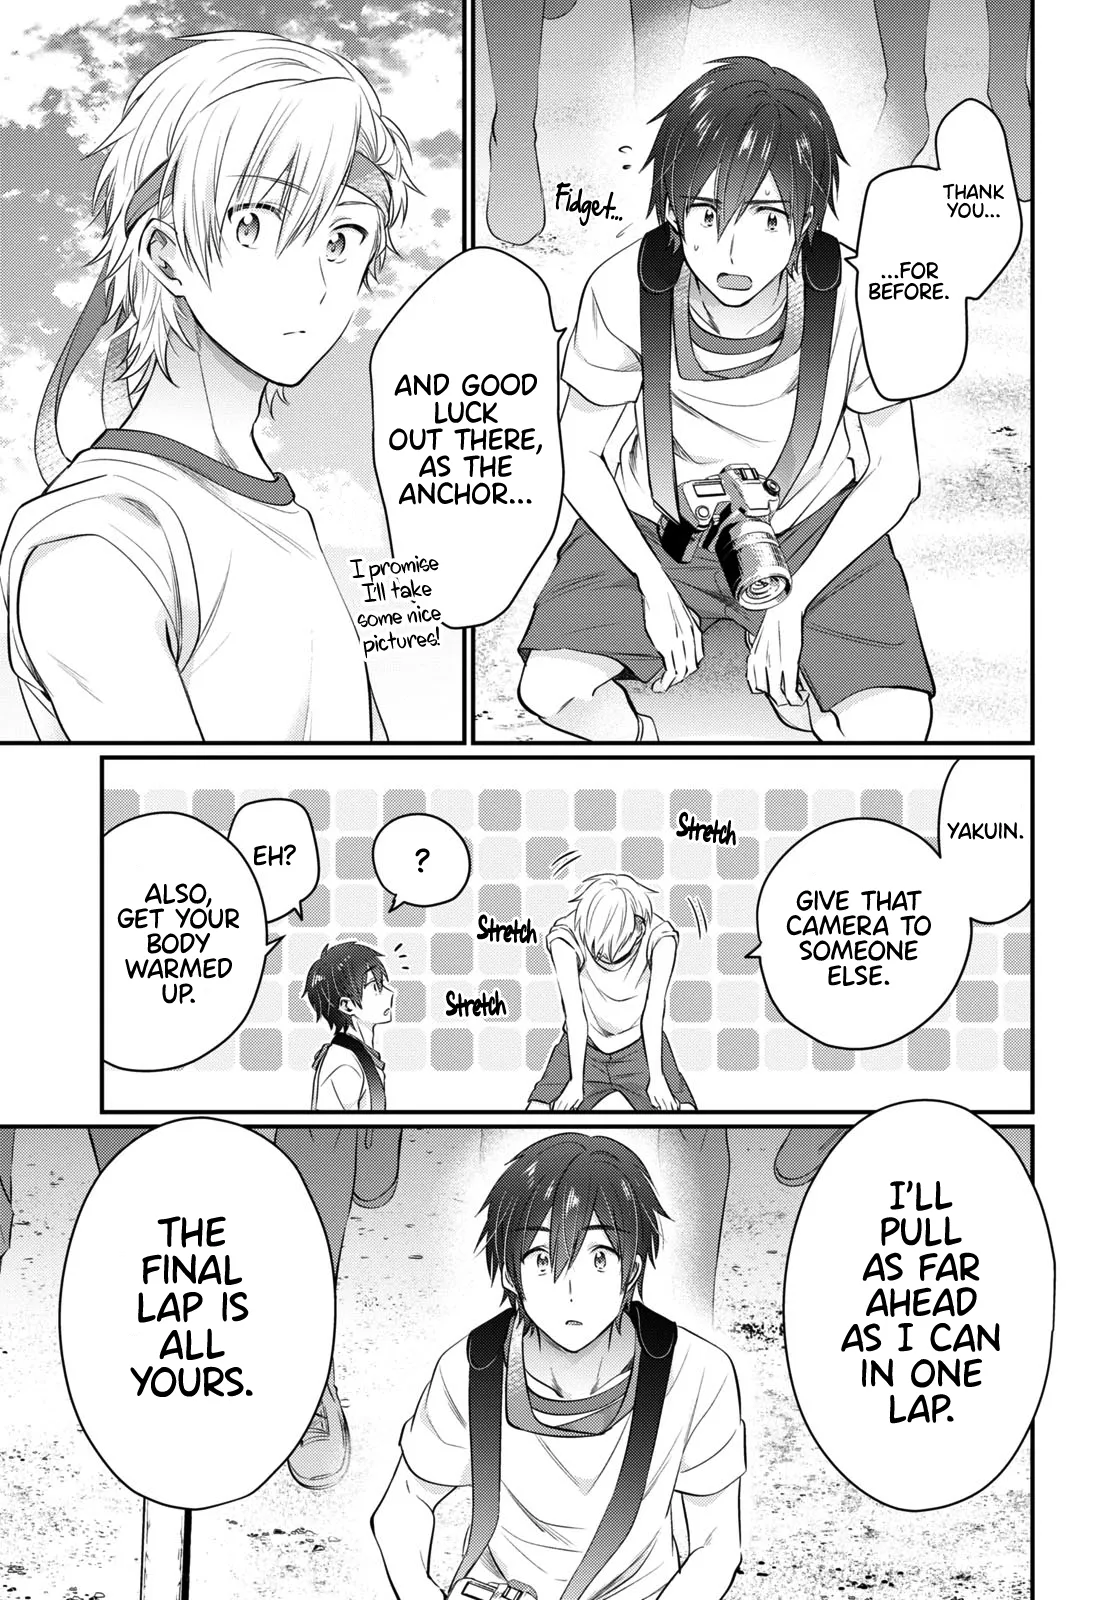 THANK
YOU...
...FOR
BEFORE.
Fidget...
AND GOOD
LUCK
OUT THERE,
AS THE
ANCHOR...
I promise
I'll take
some nice
pictures!
YAKUIN.
GIVE THAT
CAMERA TO
SOMEONE
ELSE.
Stretch
Stretch
Stretch
?
EH?
ALSO,
GET YOUR
BODY
WARMED
UP.
I'LL
PULL
AS FAR
AHEAD
AS I CAN
IN ONE
LAP.
THE
FINAL
LAP IS
ALL
YOURS.